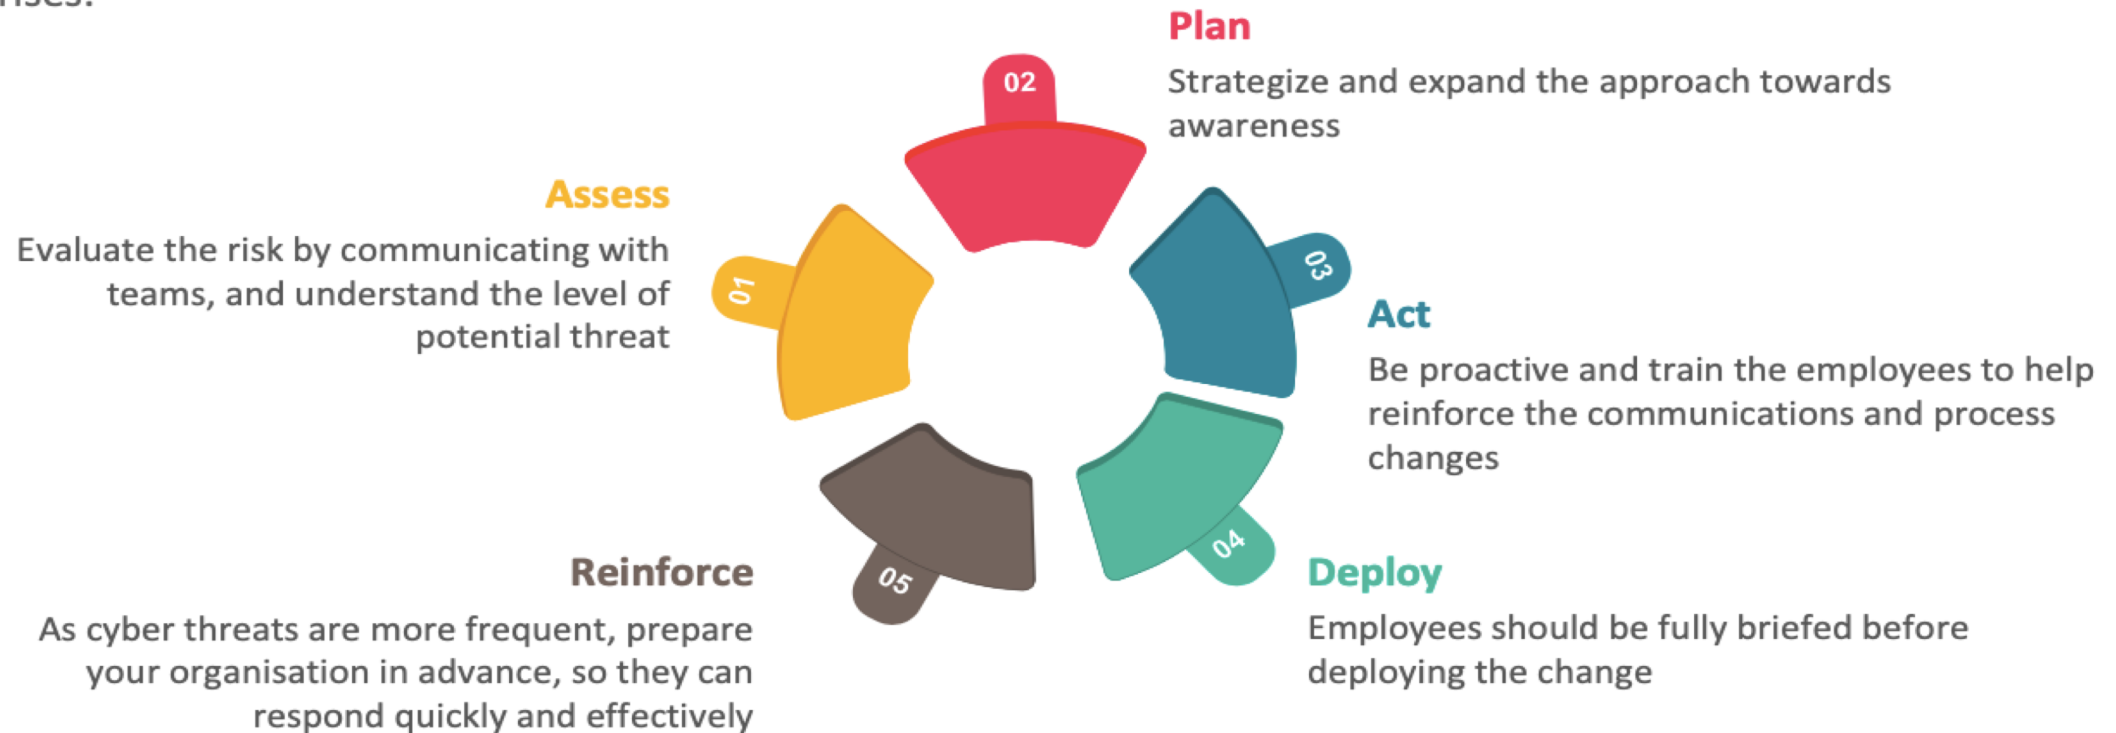 02
Plan
Strategize and expand the approach towards
awareness
01
Assess
Evaluate the risk by communicating with
teams, and understand the level of
potential threat
03
Act
Be proactive and train the employees to help
reinforce the communications and process
changes
04
Deploy
Employees should be fully briefed before
deploying the change
05
Reinforce
As cyber threats are more frequent, prepare
your organisation in advance, so they can
respond quickly and effectively